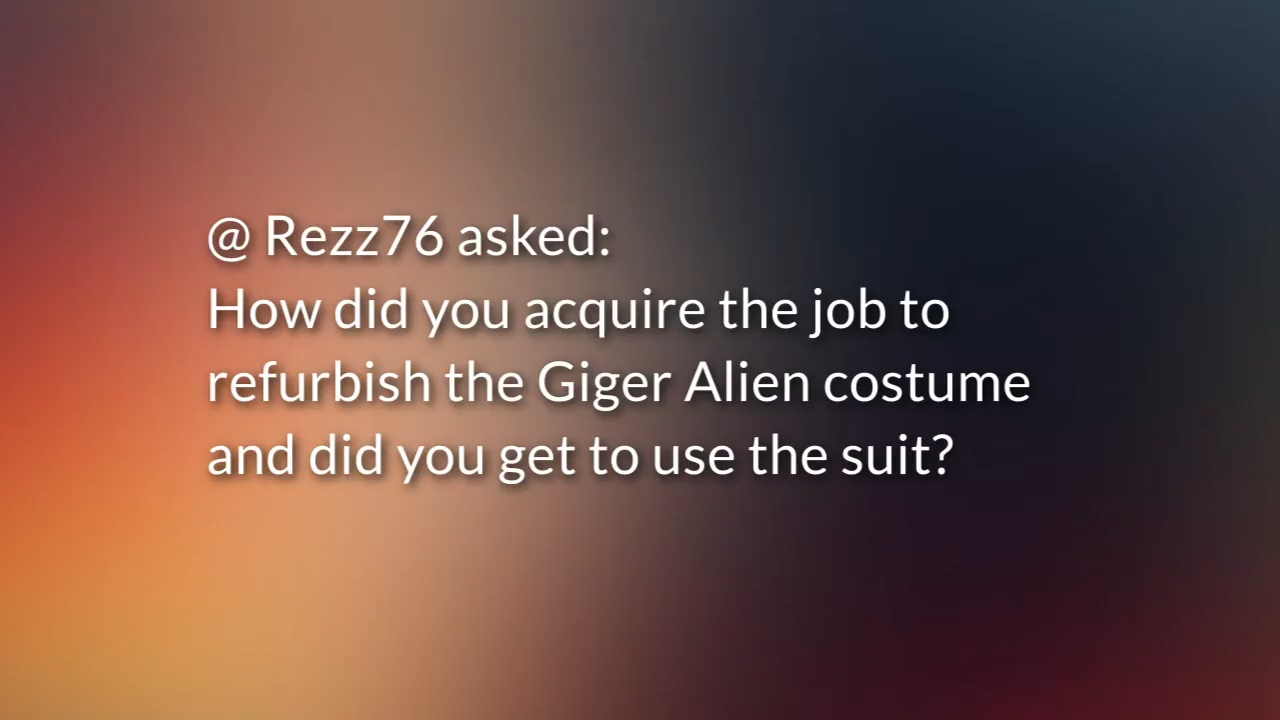 @ Rezz76 asked:
How did you acquire the job to
refurbish the Giger Alien costume
and did you get to use the suit?